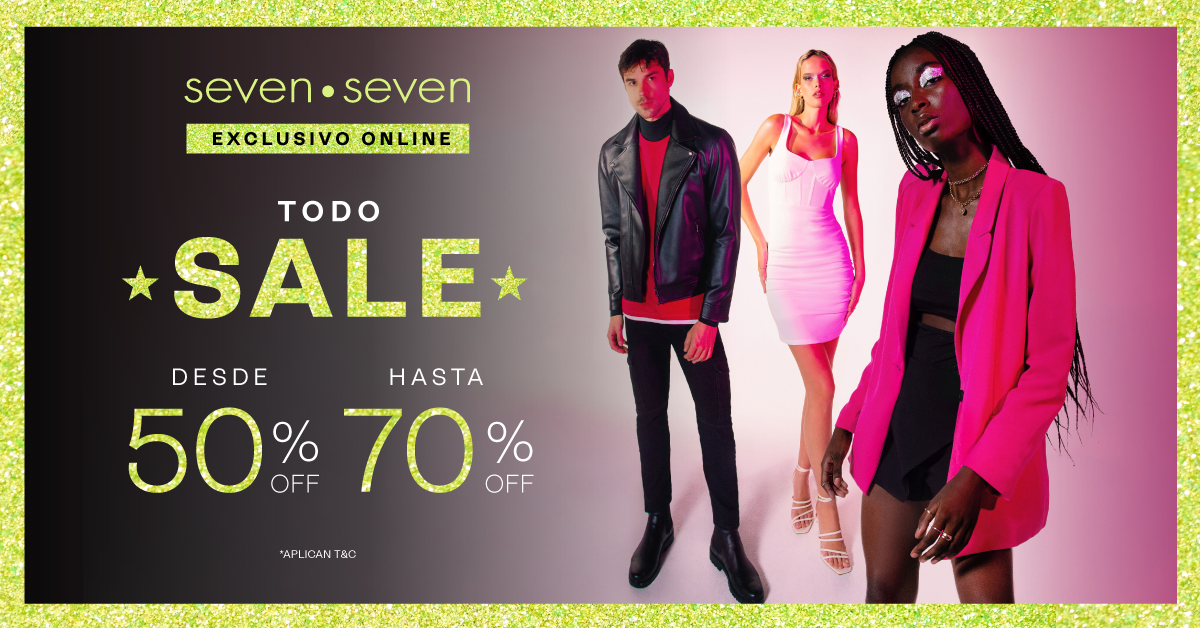 seven•seven
EXCLUSIVO ONLINE
TODO
SALE
DESDE HASTA
50% OFF 70% OFF
*APLICAN T&C